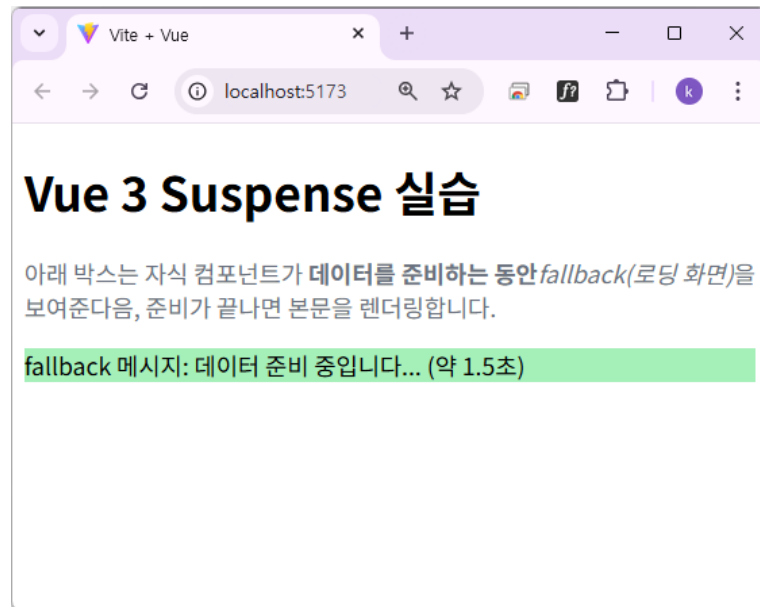 Vite + Vue
localhost:5173
f?
k
Vue 3 Suspense 실습
아래 박스는 자식 컴포넌트가 데이터를 준비하는 동안fallback(로딩 화면)을
보여준다음, 준비가 끝나면 본문을 렌더링합니다.
fallback 메시지: 데이터 준비 중입니다... (약 1.5초)